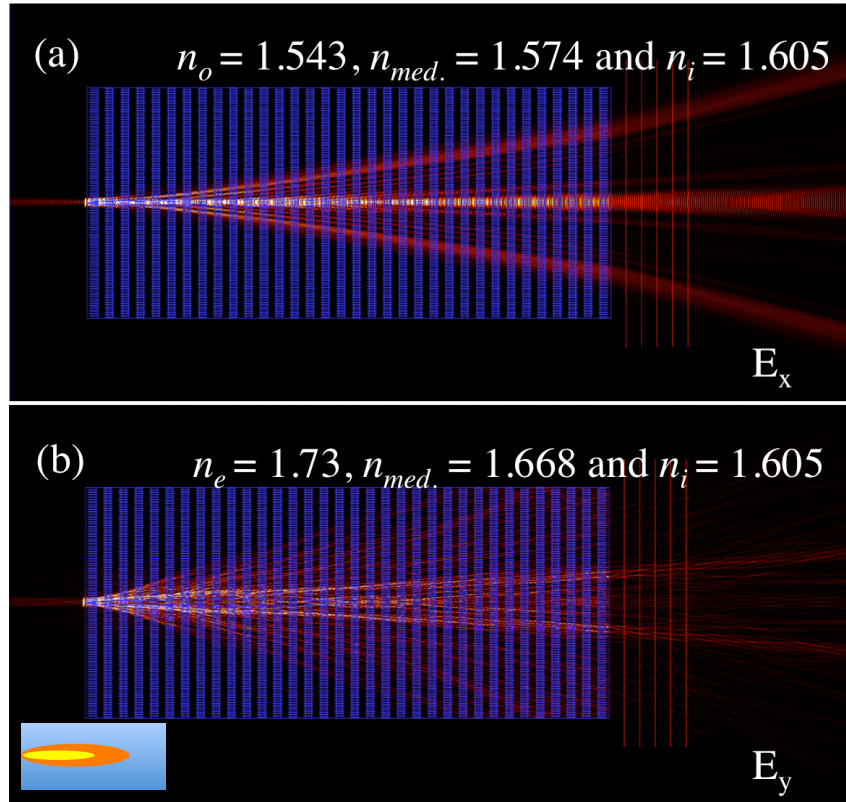 (a) n_o = 1.543, n_med. = 1.574 and n_i = 1.605
E_x
(b) n_e = 1.73, n_med. = 1.668 and n_i = 1.605
E_y